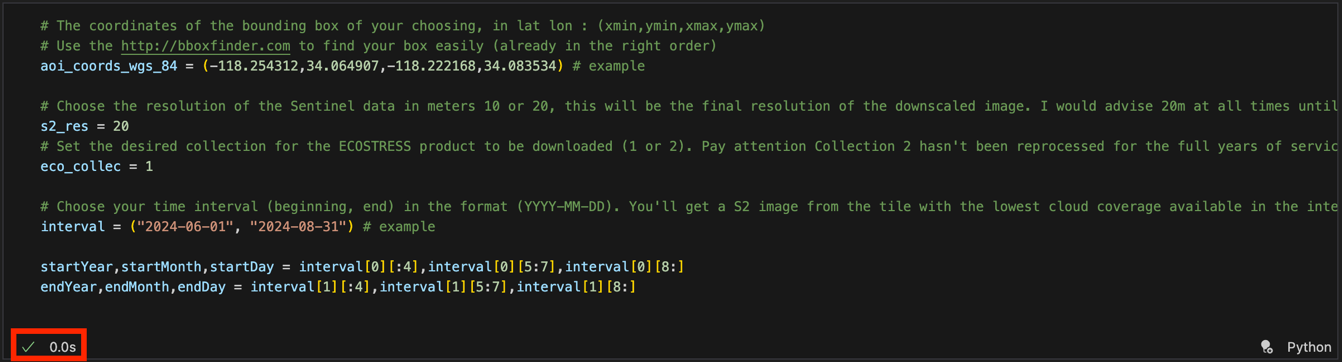 # The coordinates of the bounding box of your choosing, in lat lon : (xmin,ymin,xmax,ymax)
# Use the http://bboxfinder.com to find your box easily (already in the right order)
aoi_coords_wgs_84 = (-118.254312,34.064907,-118.222168,34.083534) # example
# Choose the resolution of the Sentinel data in meters 10 or 20, this will be the final resolution of the downscaled image. I would advise 20m at all times until
s2_res = 20
# Set the desired collection for the ECOSTRESS product to be downloaded (1 or 2). Pay attention Collection 2 hasn't been reprocessed for the full years of servic
eco_collec = 1
# Choose your time interval (beginning, end) in the format (YYYY-MM-DD). You'll get a S2 image from the tile with the lowest cloud coverage available in the inte
interval = ("2024-06-01", "2024-08-31") # example
startYear,startMonth,startDay = interval[0][:4],interval[0][5:7],interval[0][8:]
endYear,endMonth,endDay = interval[1][:4],interval[1][5:7],interval[1][8:]
0.0s
Python